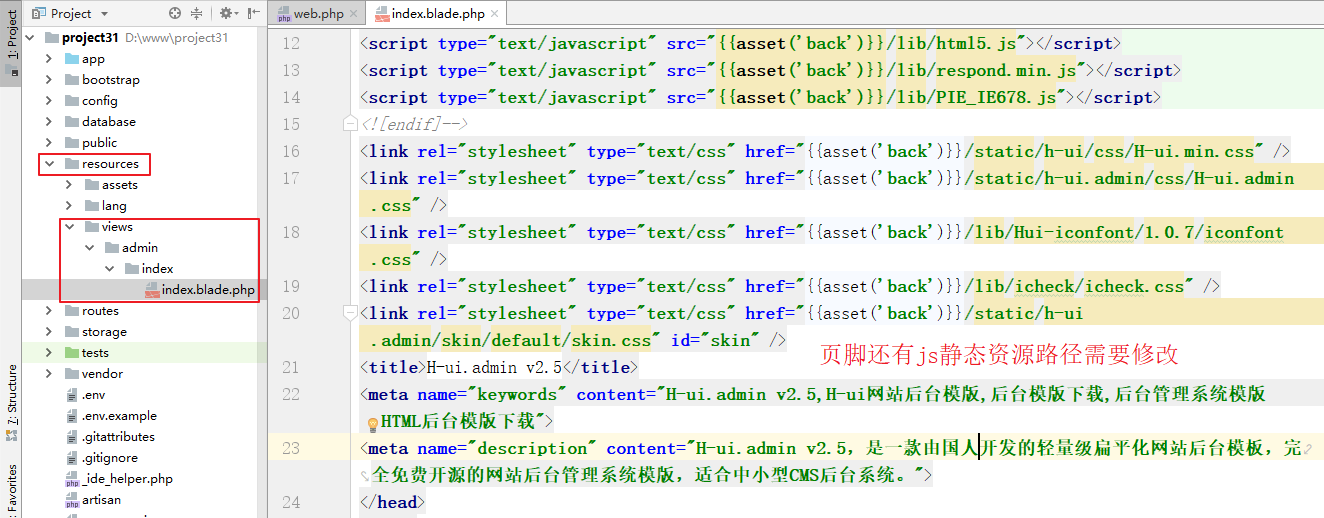 1: Project
7: Structure
Favorites
Project
project31 D:\www\project31
app
bootstrap
config
database
public
resources
assets
lang
views
admin
index
index.blade.php
routes
storage
tests
vendor
.env
.env.example
.gitattributes
.gitignore
_ide_helper.php
artisan
web.php
index.blade.php
12 <script type="text/javascript" src="{{asset('back')}}/lib/html5.js"></script>
13 <script type="text/javascript" src="{{asset('back')}}/lib/respond.min.js"></script>
14 <script type="text/javascript" src="{{asset('back')}}/lib/PIE_IE678.js"></script>
15 <![endif]-->
16 <link rel="stylesheet" type="text/css" href="{{asset('back')}}/static/h-ui/css/H-ui.min.css" />
17 <link rel="stylesheet" type="text/css" href="{{asset('back')}}/static/h-ui.admin/css/H-ui.admin
.css" />
18 <link rel="stylesheet" type="text/css" href="{{asset('back')}}/lib/Hui-iconfont/1.0.7/iconfont
.css" />
19 <link rel="stylesheet" type="text/css" href="{{asset('back')}}/lib/icheck/icheck.css" />
20 <link rel="stylesheet" type="text/css" href="{{asset('back')}}/static/h-ui
.admin/skin/default/skin.css" id="skin" />
页脚还有js静态资源路径需要修改
21 <title>H-ui.admin v2.5</title>
22 <meta name="keywords" content="H-ui.admin v2.5,H-ui网站后台模版,后台模版下载,后台管理系统模版
HTML后台模版下载">
23 <meta name="description" content="H-ui.admin v2.5，是一款由国人开发的轻量级扁平化网站后台模板，完
全免费开源的网站后台管理系统模版，适合中小型CMS后台系统。">
24 </head>